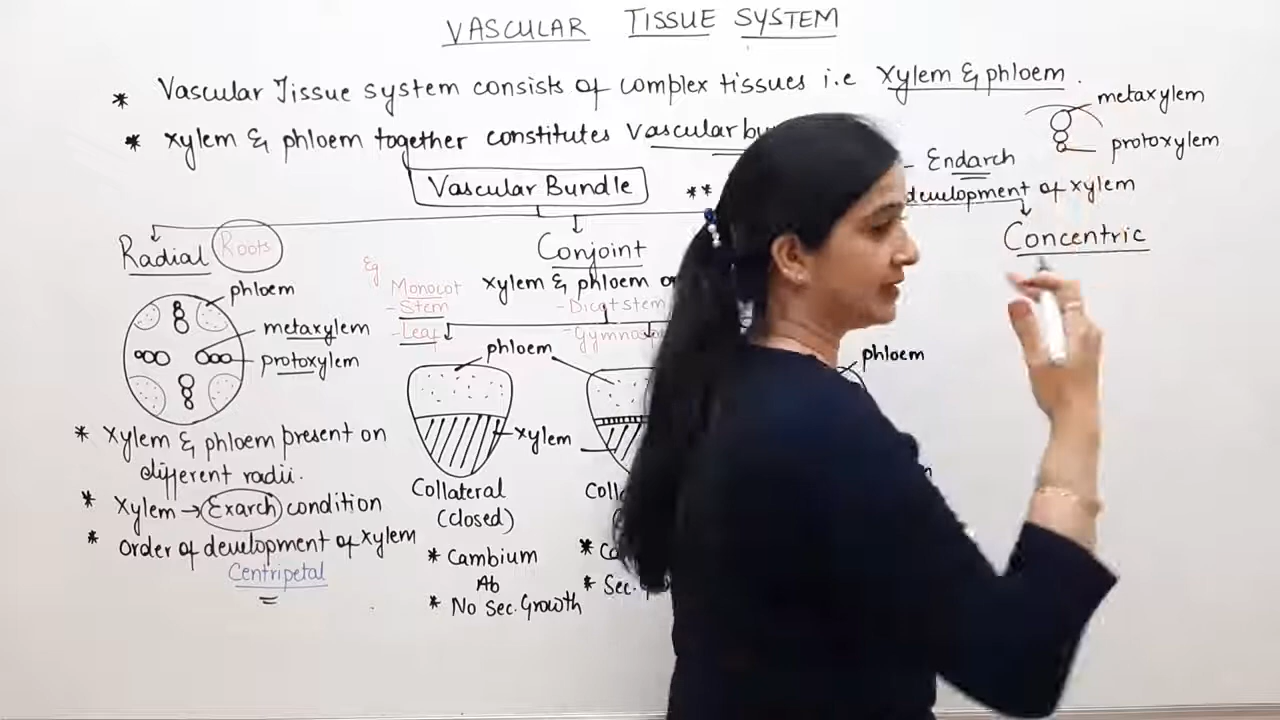 VASCULAR TISSUE SYSTEM
* Vascular Tissue system consists of complex tissues i.e Xylem & phloem.
* xylem & phloem together constitutes Vascular
metaxylem
protoxylem
Vascular Bundle
**
- Endarch
development of xylem
Radial Roots
Conjoint
Concentric
phloem
metaxylem
protoxylem
Eg
Monocot
- Stem
- Leaf
xylem & phloem
- Dicot stem
phloem
phloem
xylem
* Xylem & phloem present on
different radii.
* Xylem → Exarch condition
* order of development of xylem
Centripetal
Collateral
(closed)
* Cambium
Ab
* No Sec. Growth
*
* Sec.